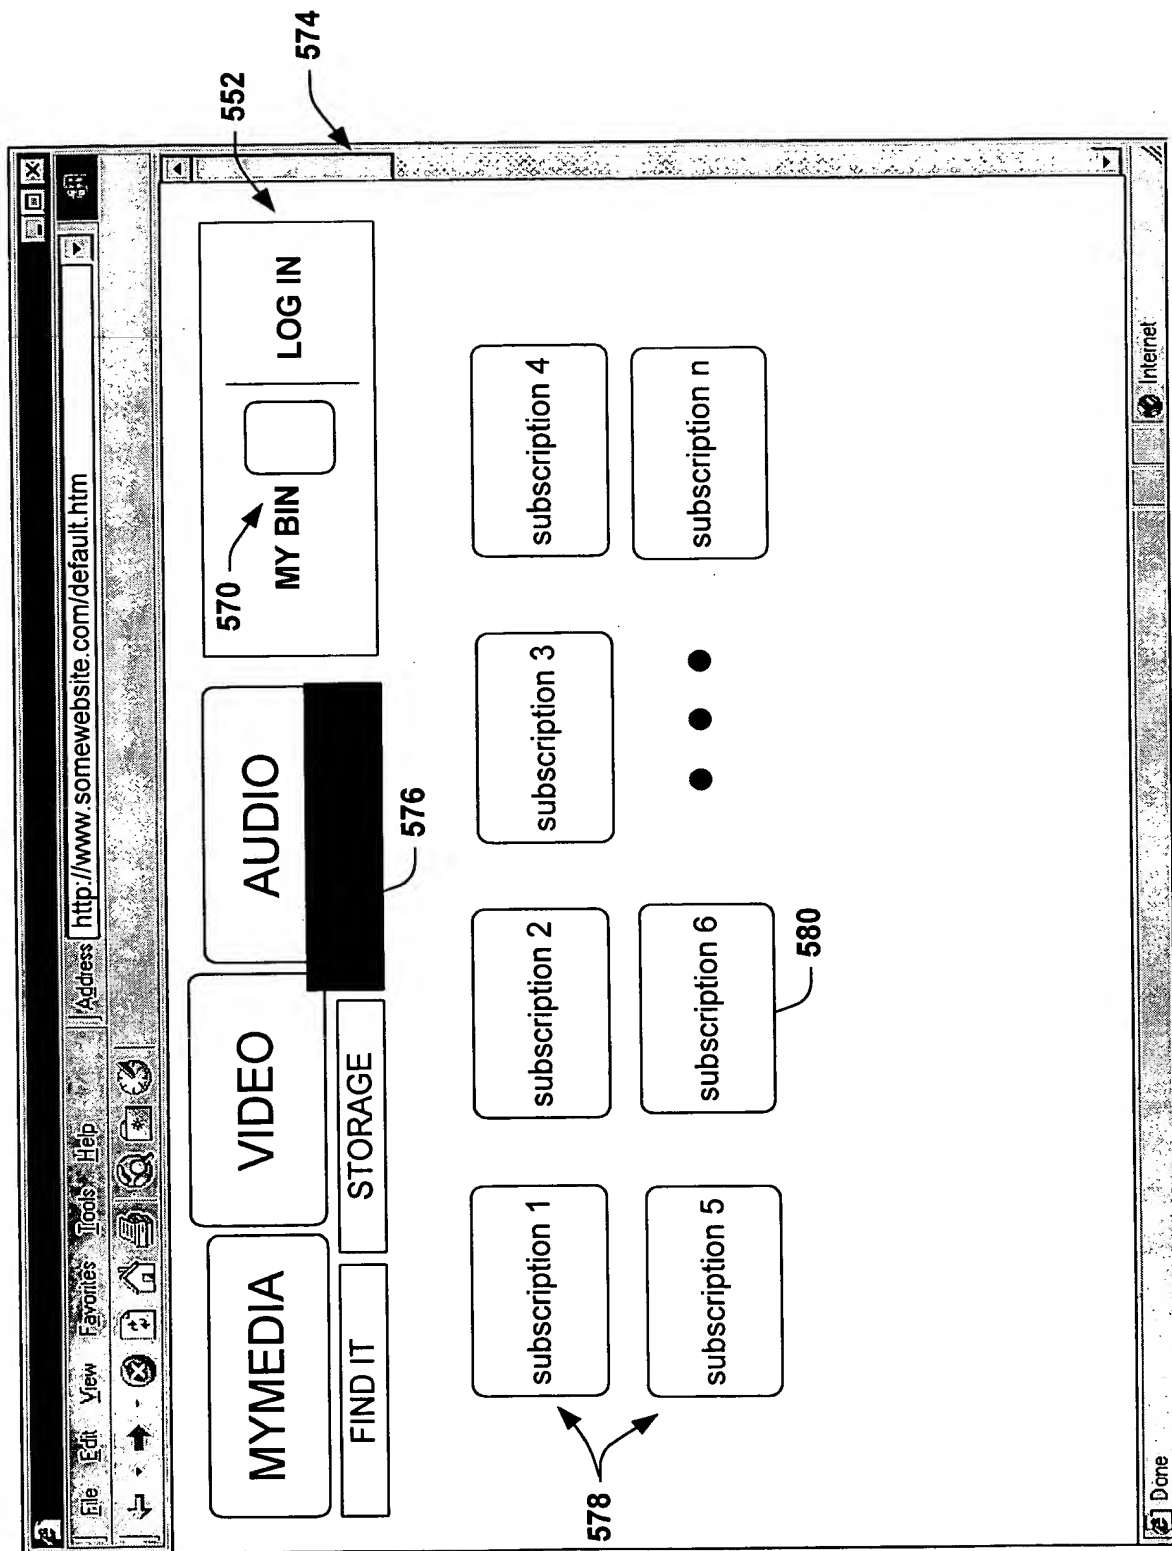 File Edit View Favorites Tools Help
Address http://www.somewebsite.com/default.htm
574
552
MYMEDIA
VIDEO
AUDIO
570
MY BIN
LOG IN
FIND IT
STORAGE
576
subscription 1
subscription 2
subscription 3
subscription 4
578
subscription 5
subscription 6
subscription n
580
Done
Internet